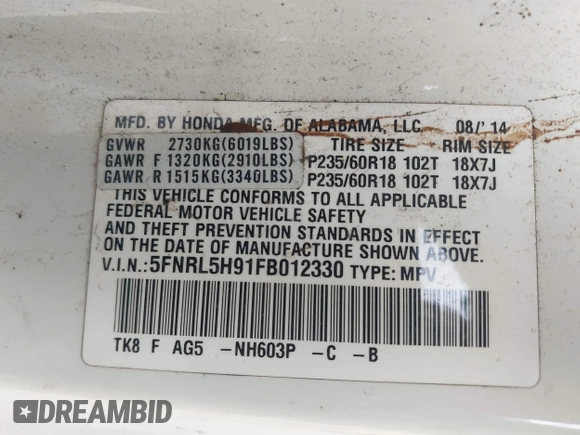 MFD. BY HONDA MFG. OF ALABAMA, LLC 08/'14
GVWR 2730KG(6019LBS) TIRE SIZE RIM SIZE
GAWR F 1320KG(2910LBS) P235/60R18 102T 18X7J
GAWR R 1515KG(3340LBS) P235/60R18 102T 18X7J
THIS VEHICLE CONFORMS TO ALL APPLICABLE
FEDERAL MOTOR VEHICLE SAFETY
AND THEFT PREVENTION STANDARDS IN EFFECT
ON THE DATE OF MANUFACTURE SHOWN ABOVE.
V.I.N.: 5FNRL5H91FB012330 TYPE: MPV
TK8 F AG5 -NH603P -C -B
DREAMBID